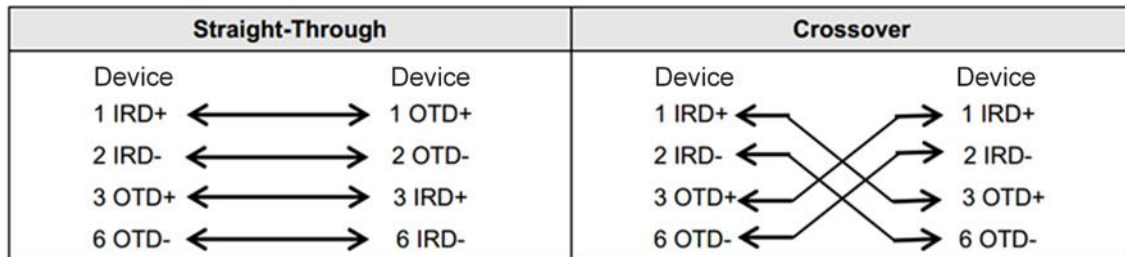 Straight-Through Crossover
Device Device Device Device
1 IRD+ 1 OTD+ 1 IRD+ 1 IRD+
2 IRD- 2 OTD- 2 IRD- 2 IRD-
3 OTD+ 3 IRD+ 3 OTD+ 3 OTD+
6 OTD- 6 IRD- 6 OTD- 6 OTD-